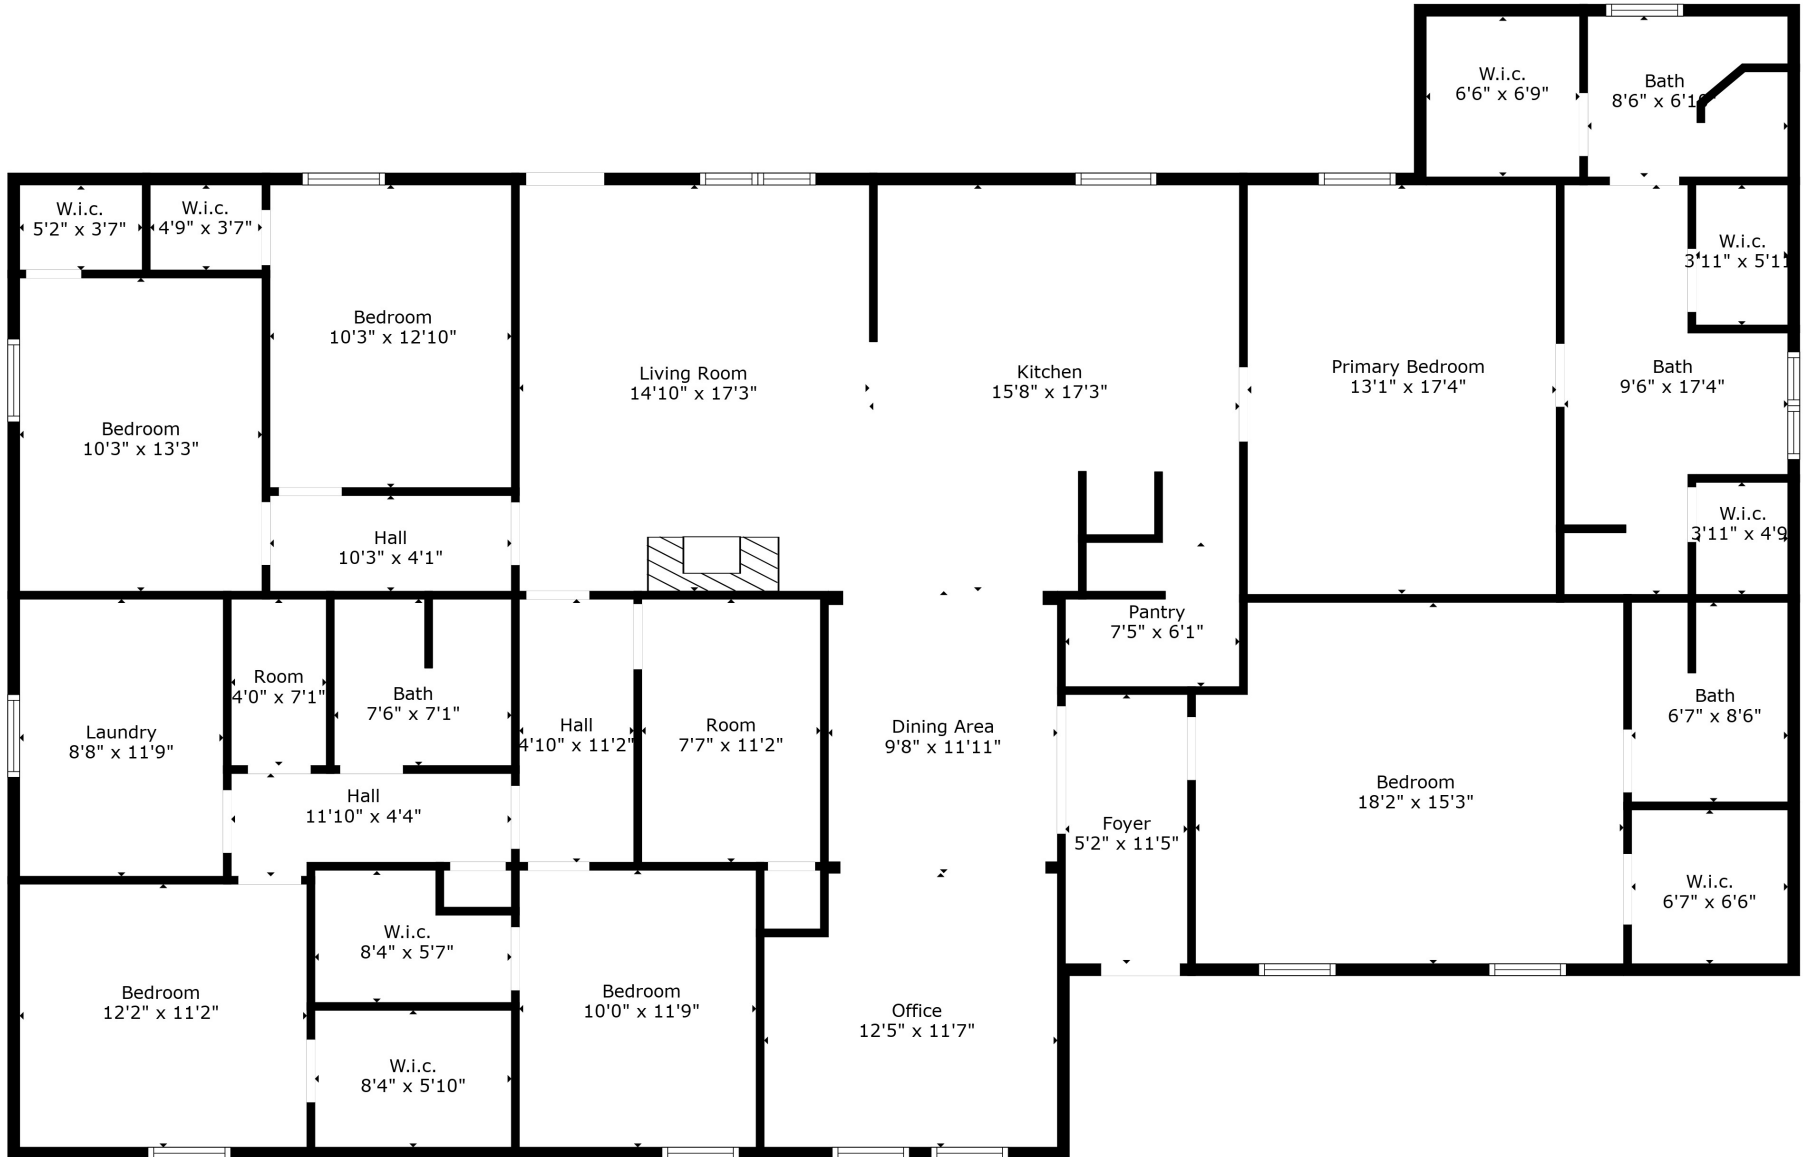 W.i.c.
6'6" x 6'9"
Bath
8'6" x 6'1
W.i.c.
5'2" x 3'7"
W.i.c.
4'9" x 3'7"
W.i.c.
3'11" x 5'11
Bedroom
10'3" x 12'10"
Living Room
14'10" x 17'3"
Kitchen
15'8" x 17'3"
Primary Bedroom
13'1" x 17'4"
Bath
9'6" x 17'4"
Bedroom
10'3" x 13'3"
Hall
10'3" x 4'1"
W.i.c.
3'11" x 4'9
Pantry
7'5" x 6'1"
Room
4'0" x 7'1"
Bath
7'6" x 7'1"
Laundry
8'8" x 11'9"
Hall
4'10" x 11'2"
Room
7'7" x 11'2"
Dining Area
9'8" x 11'11"
Bath
6'7" x 8'6"
Hall
11'10" x 4'4"
Foyer
5'2" x 11'5"
Bedroom
18'2" x 15'3"
W.i.c.
6'7" x 6'6"
W.i.c.
8'4" x 5'7"
Bedroom
12'2" x 11'2"
Bedroom
10'0" x 11'9"
Office
12'5" x 11'7"
W.i.c.
8'4" x 5'10"